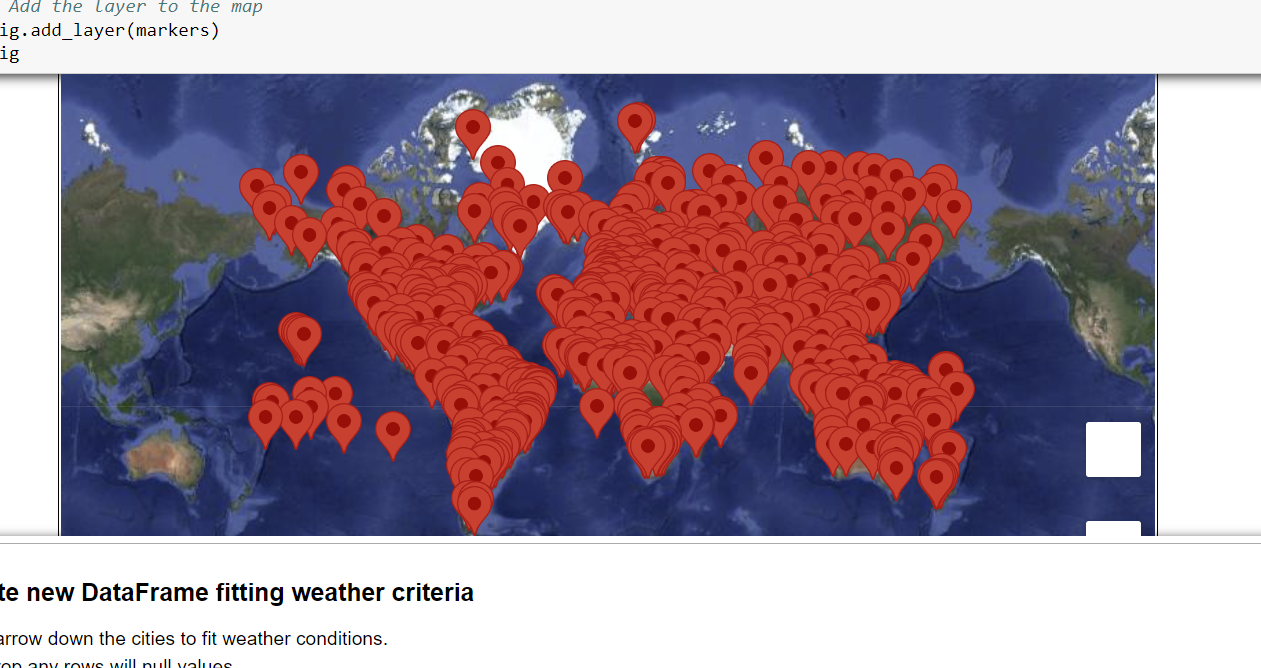 Add the layer to the map
ig.add_layer(markers)
ig
te new DataFrame fitting weather criteria
arrow down the cities to fit weather conditions.
rop any rows will null values